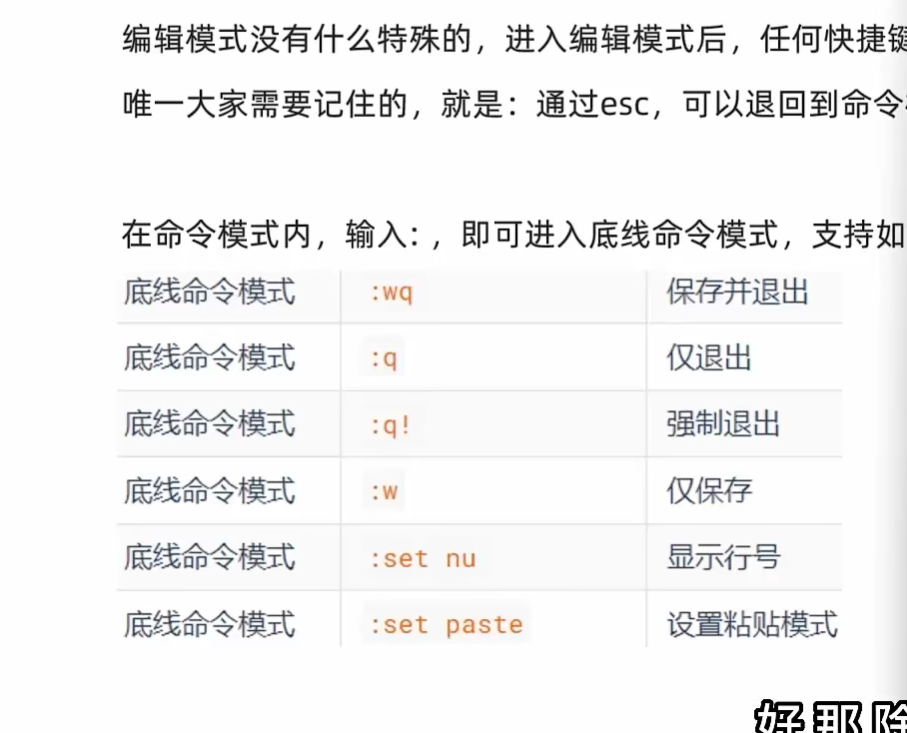 编辑模式没有什么特殊的，进入编辑模式后，任何快捷键
唯一大家需要记住的，就是：通过esc，可以退回到命令
在命令模式内，输入: ，即可进入底线命令模式，支持如
底线命令模式 :wq 保存并退出
底线命令模式 :q 仅退出
底线命令模式 :q! 强制退出
底线命令模式 :w 仅保存
底线命令模式 :set nu 显示行号
底线命令模式 :set paste 设置粘贴模式
好那除